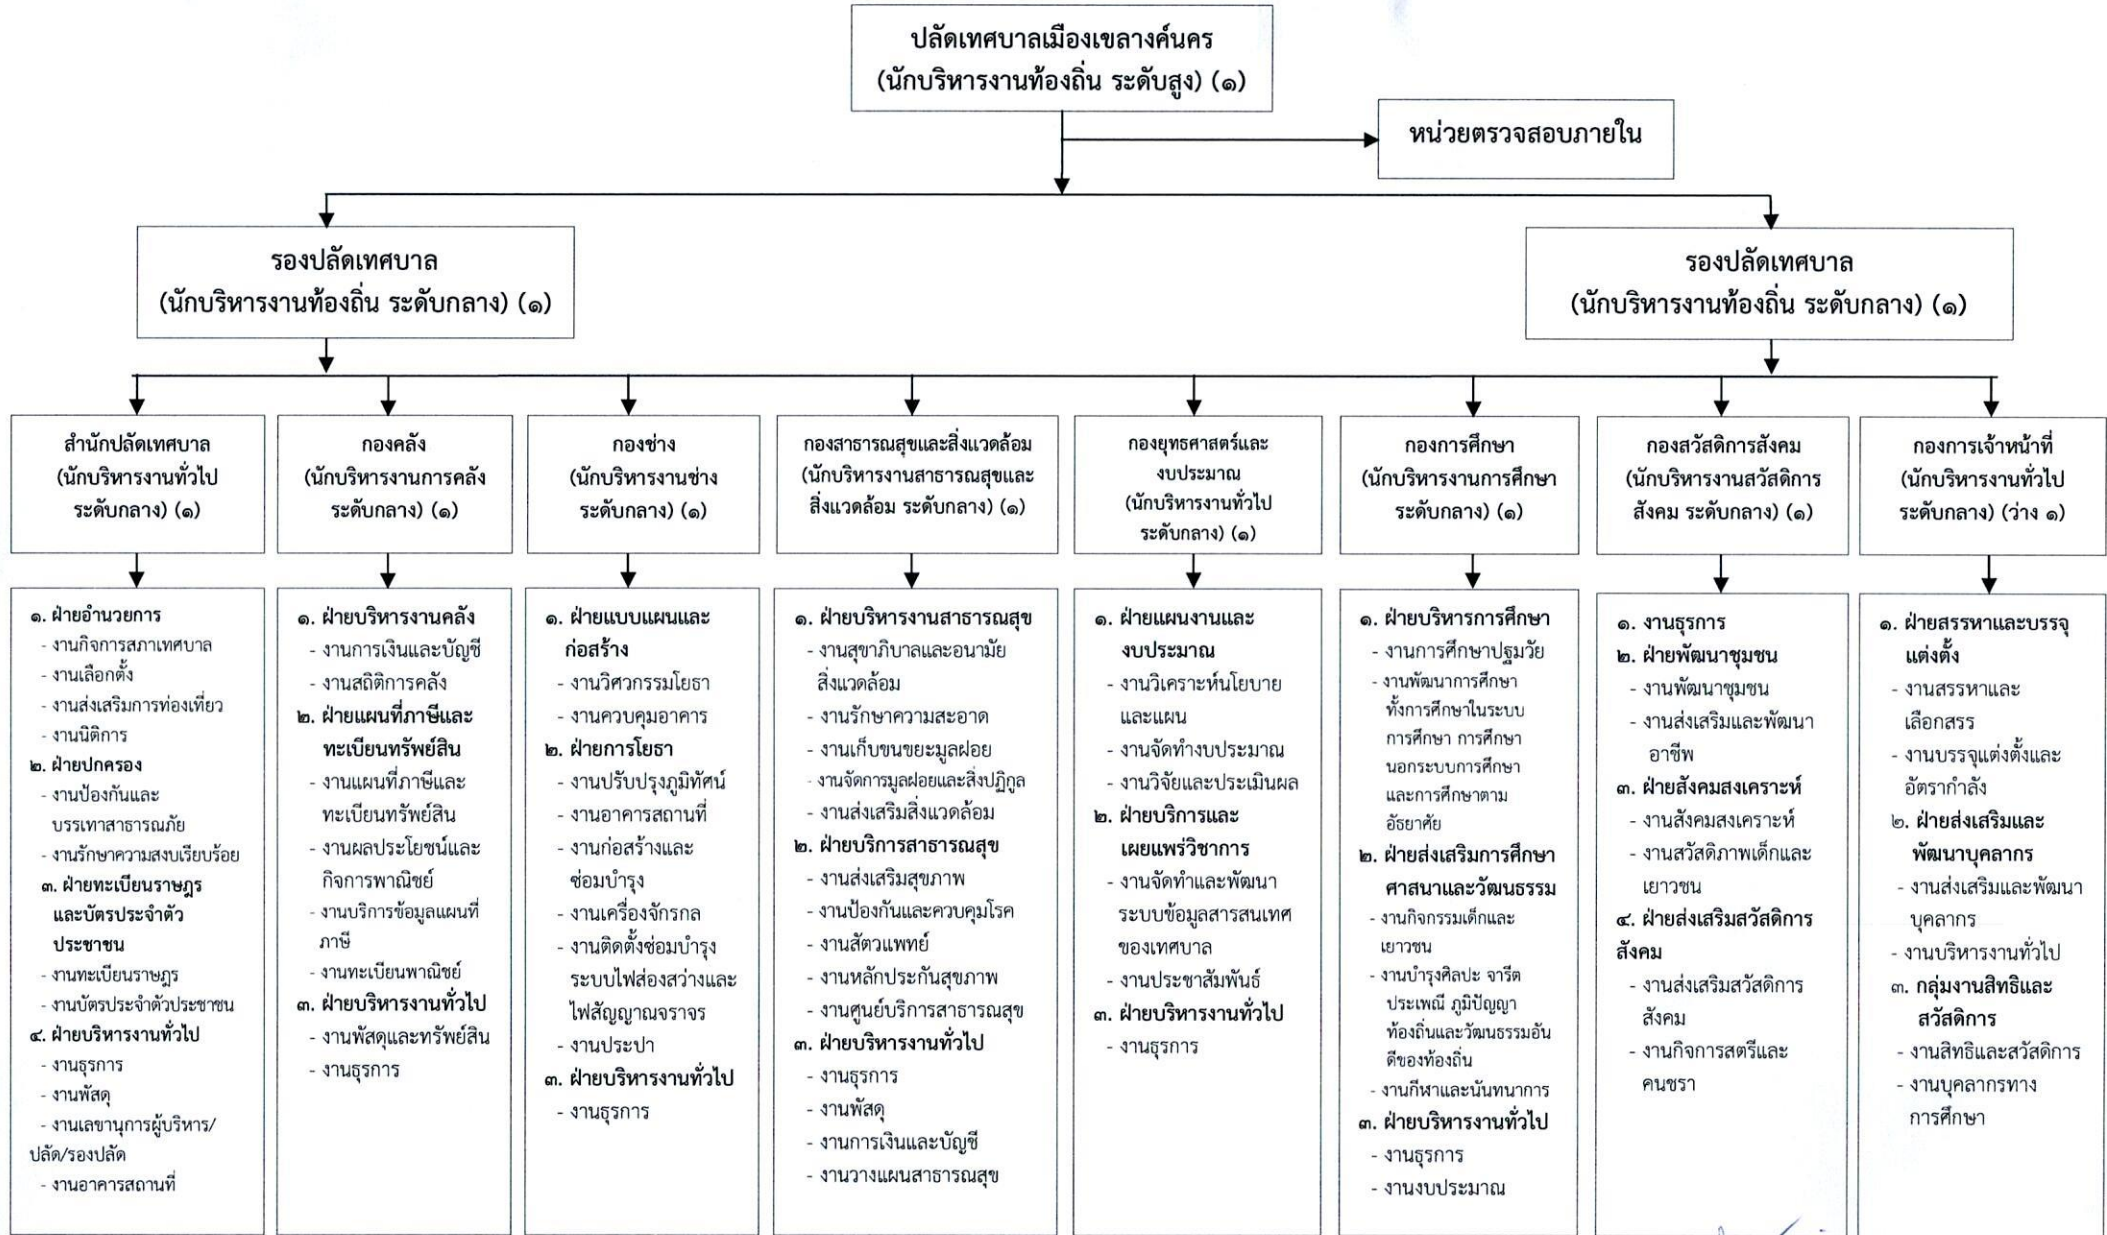 ปลัดเทศบาลเมืองเขลางค์นคร
(นักบริหารงานท้องถิ่น ระดับสูง) (๑)
หน่วยตรวจสอบภายใน
รองปลัดเทศบาล
(นักบริหารงานท้องถิ่น ระดับกลาง) (๑)
รองปลัดเทศบาล
(นักบริหารงานท้องถิ่น ระดับกลาง) (๑)
สำนักปลัดเทศบาล
(นักบริหารงานทั่วไป
ระดับกลาง) (๑)
กองคลัง
(นักบริหารงานการคลัง
ระดับกลาง) (๑)
กองช่าง
(นักบริหารงานช่าง
ระดับกลาง) (๑)
กองสาธารณสุขและสิ่งแวดล้อม
(นักบริหารงานสาธารณสุขและ
สิ่งแวดล้อม ระดับกลาง) (๑)
กองยุทธศาสตร์และ
งบประมาณ
(นักบริหารงานทั่วไป
ระดับกลาง) (๑)
กองการศึกษา
(นักบริหารงานการศึกษา
ระดับกลาง) (๑)
กองสวัสดิการสังคม
(นักบริหารงานสวัสดิการ
สังคม ระดับกลาง) (๑)
กองการเจ้าหน้าที่
(นักบริหารงานทั่วไป
ระดับกลาง) (ว่าง ๑)
๑. ฝ่ายอำนวยการ
- งานกิจการสภาเทศบาล
- งานเลือกตั้ง
- งานส่งเสริมการท่องเที่ยว
- งานนิติการ
๒. ฝ่ายปกครอง
- งานป้องกันและ
บรรเทาสาธารณภัย
- งานรักษาความสงบเรียบร้อย
๓. ฝ่ายทะเบียนราษฎร
และบัตรประจำตัว
ประชาชน
- งานทะเบียนราษฎร
- งานบัตรประจำตัวประชาชน
๔. ฝ่ายบริหารงานทั่วไป
- งานธุรการ
- งานพัสดุ
- งานเลขานุการผู้บริหาร/
ปลัด/รองปลัด
- งานอาคารสถานที่
๑. ฝ่ายบริหารงานคลัง
- งานการเงินและบัญชี
- งานสถิติการคลัง
๒. ฝ่ายแผนที่ภาษีและ
ทะเบียนทรัพย์สิน
- งานแผนที่ภาษีและ
ทะเบียนทรัพย์สิน
- งานผลประโยชน์และ
กิจการพาณิชย์
- งานบริการข้อมูลแผนที่
ภาษี
- งานทะเบียนพาณิชย์
๓. ฝ่ายบริหารงานทั่วไป
- งานพัสดุและทรัพย์สิน
- งานธุรการ
๑. ฝ่ายแบบแผนและ
ก่อสร้าง
- งานวิศวกรรมโยธา
- งานควบคุมอาคาร
๒. ฝ่ายการโยธา
- งานปรับปรุงภูมิทัศน์
- งานอาคารสถานที่
- งานก่อสร้างและ
ซ่อมบำรุง
- งานเครื่องจักรกล
- งานติดตั้งซ่อมบำรุง
ระบบไฟส่องสว่างและ
ไฟสัญญาณจราจร
- งานประปา
๓. ฝ่ายบริหารงานทั่วไป
- งานธุรการ
๑. ฝ่ายบริหารงานสาธารณสุข
- งานสุขาภิบาลและอนามัย
สิ่งแวดล้อม
- งานรักษาความสะอาด
- งานเก็บขนขยะมูลฝอย
- งานจัดการมูลฝอยและสิ่งปฏิกูล
- งานส่งเสริมสิ่งแวดล้อม
๒. ฝ่ายบริการสาธารณสุข
- งานส่งเสริมสุขภาพ
- งานป้องกันและควบคุมโรค
- งานสัตวแพทย์
- งานหลักประกันสุขภาพ
- งานศูนย์บริการสาธารณสุข
๓. ฝ่ายบริหารงานทั่วไป
- งานธุรการ
- งานพัสดุ
- งานการเงินและบัญชี
- งานวางแผนสาธารณสุข
๑. ฝ่ายแผนงานและ
งบประมาณ
- งานวิเคราะห์นโยบาย
และแผน
- งานจัดทำงบประมาณ
- งานวิจัยและประเมินผล
๒. ฝ่ายบริการและ
เผยแพร่วิชาการ
- งานจัดทำและพัฒนา
ระบบข้อมูลสารสนเทศ
ของเทศบาล
- งานประชาสัมพันธ์
๓. ฝ่ายบริหารงานทั่วไป
- งานธุรการ
๑. ฝ่ายบริหารการศึกษา
- งานการศึกษาปฐมวัย
- งานพัฒนาการศึกษา
ทั้งการศึกษาในระบบ
การศึกษา การศึกษา
นอกระบบการศึกษา
และการศึกษาตาม
อัธยาศัย
๒. ฝ่ายส่งเสริมการศึกษา
ศาสนาและวัฒนธรรม
- งานกิจกรรมเด็กและ
เยาวชน
- งานบำรุงศิลปะ จารีต
ประเพณี ภูมิปัญญา
ท้องถิ่นและวัฒนธรรมอัน
ดีของท้องถิ่น
- งานกีฬาและนันทนาการ
๓. ฝ่ายบริหารงานทั่วไป
- งานธุรการ
- งานงบประมาณ
๑. งานธุรการ
๒. ฝ่ายพัฒนาชุมชน
- งานพัฒนาชุมชน
- งานส่งเสริมและพัฒนา
อาชีพ
๓. ฝ่ายสังคมสงเคราะห์
- งานสังคมสงเคราะห์
- งานสวัสดิภาพเด็กและ
เยาวชน
๔. ฝ่ายส่งเสริมสวัสดิการ
สังคม
- งานส่งเสริมสวัสดิการ
สังคม
- งานกิจการสตรีและ
คนชรา
๑. ฝ่ายสรรหาและบรรจุ
แต่งตั้ง
- งานสรรหาและ
เลือกสรร
- งานบรรจุแต่งตั้งและ
อัตรากำลัง
๒. ฝ่ายส่งเสริมและ
พัฒนาบุคลากร
- งานส่งเสริมและพัฒนา
บุคลากร
- งานบริหารงานทั่วไป
๓. กลุ่มงานสิทธิและ
สวัสดิการ
- งานสิทธิและสวัสดิการ
- งานบุคลากรทาง
การศึกษา